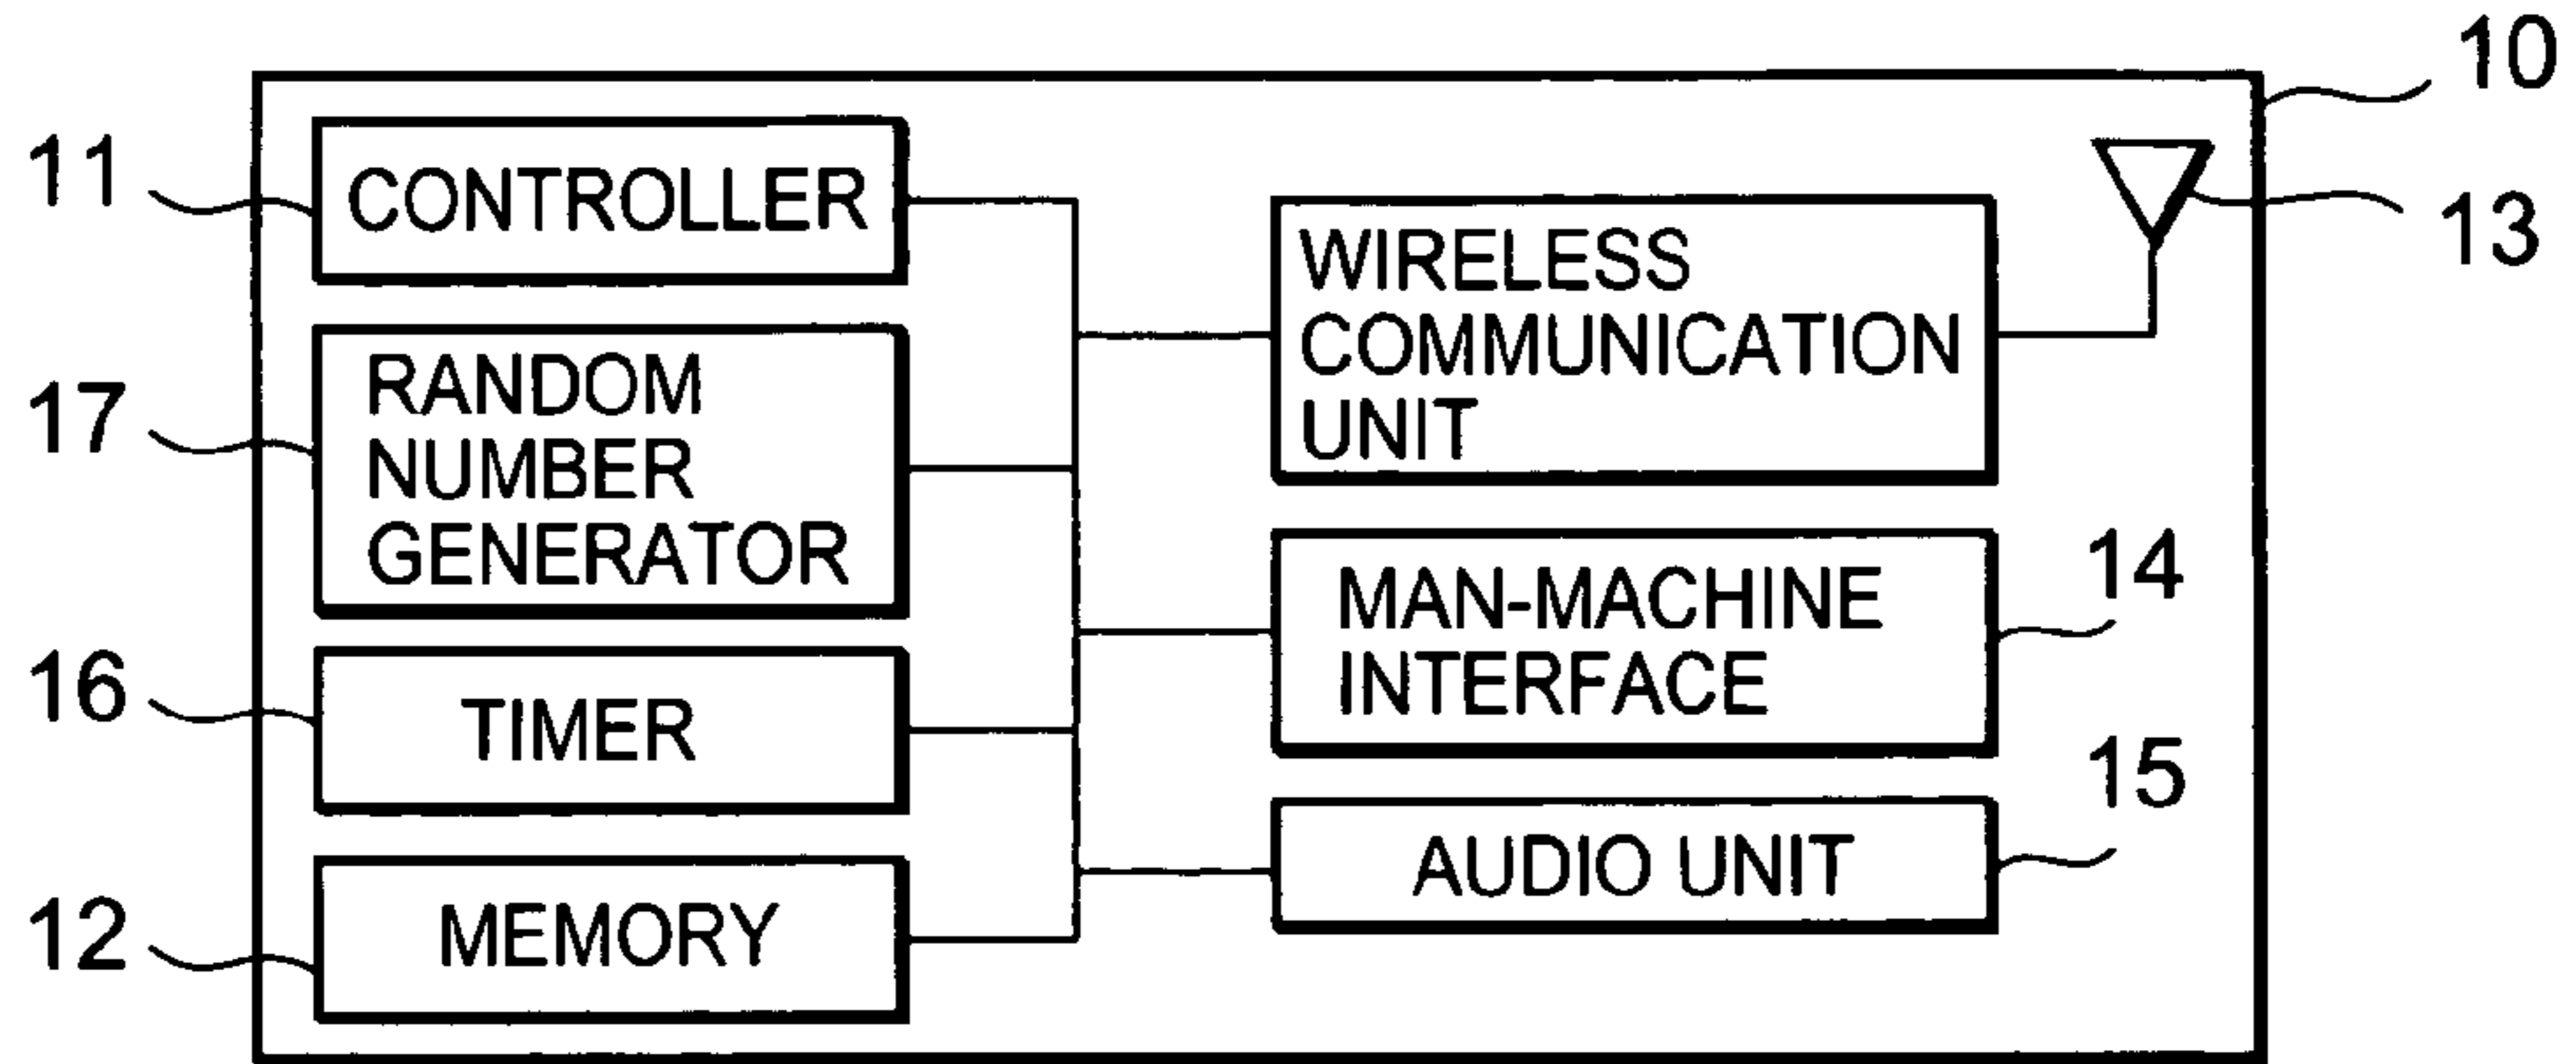 10
11
CONTROLLER
17
RANDOM
NUMBER
GENERATOR
16
TIMER
12
MEMORY
WIRELESS
COMMUNICATION
UNIT
13
MAN-MACHINE
INTERFACE
14
AUDIO UNIT
15